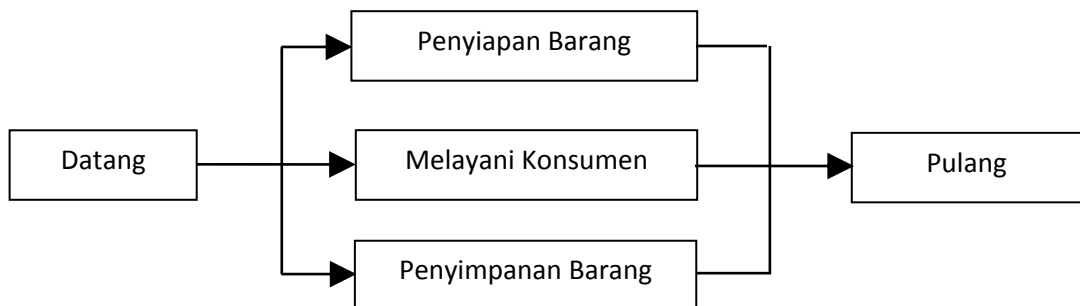 Penyiapan Barang
Datang
Melayani Konsumen
Pulang
Penyimpanan Barang